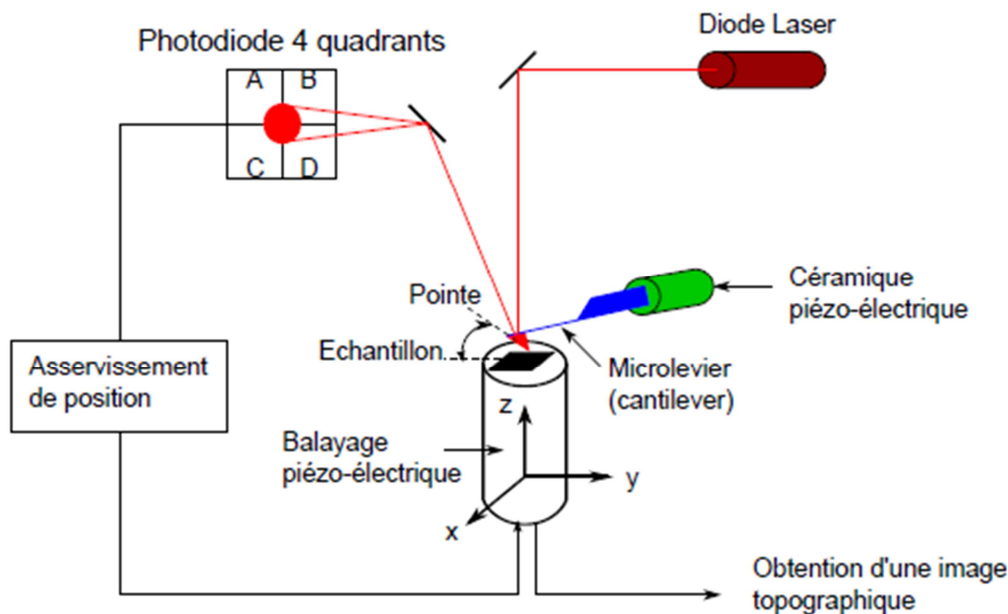 Diode Laser
Photodiode 4 quadrants
A B
C D
Pointe
Céramique
piézo-électrique
Echantillon
Microlevier
(cantilever)
Asservissement
de position
z
Balayage
piézo-électrique
y
x
Obtention d'une image
topographique